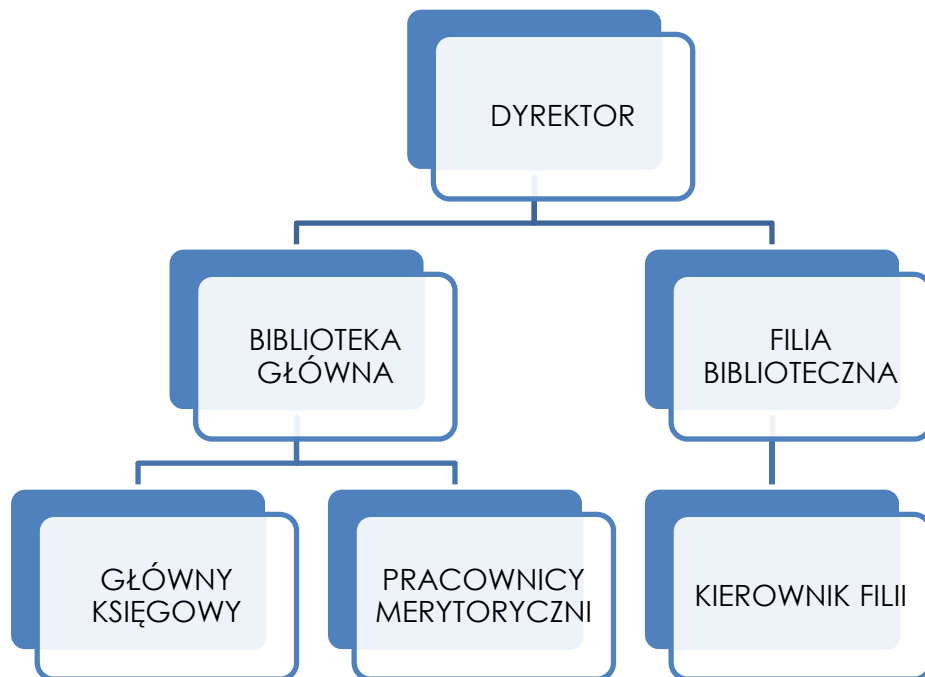 DYREKTOR
BIBLIOTEKA
GŁÓWNA
FILIA
BIBLIOTECZNA
GŁÓWNY
KSIĘGOWY
PRACOWNICY
MERYTORYCZNI
KIEROWNIK FILII